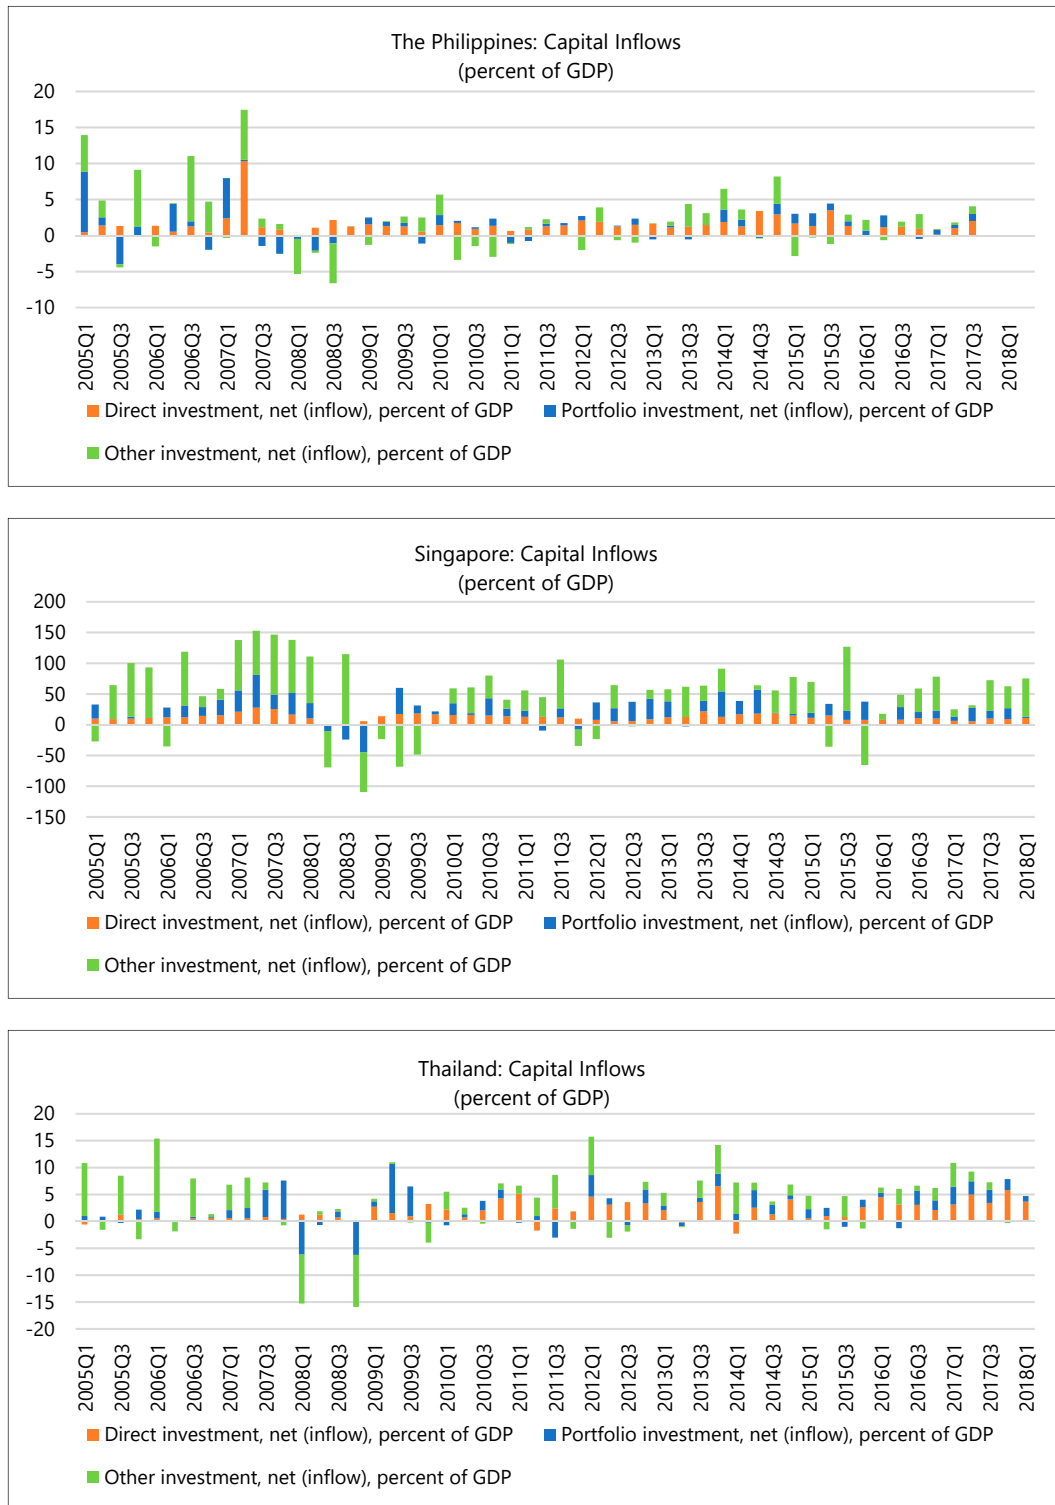 The Philippines: Capital Inflows
(percent of GDP)
20
15
10
5
0
-5
-10
2005Q1 2005Q3 2006Q1 2006Q3 2007Q1 2007Q3 2008Q1 2008Q3 2009Q1 2009Q3 2010Q1 2010Q3 2011Q1 2011Q3 2012Q1 2012Q3 2013Q1 2013Q3 2014Q1 2014Q3 2015Q1 2015Q3 2016Q1 2016Q3 2017Q1 2017Q3 2018Q1
Direct investment, net (inflow), percent of GDP Portfolio investment, net (inflow), percent of GDP
Other investment, net (inflow), percent of GDP
Singapore: Capital Inflows
(percent of GDP)
200
150
100
50
0
-50
-100
-150
2005Q1 2005Q3 2006Q1 2006Q3 2007Q1 2007Q3 2008Q1 2008Q3 2009Q1 2009Q3 2010Q1 2010Q3 2011Q1 2011Q3 2012Q1 2012Q3 2013Q1 2013Q3 2014Q1 2014Q3 2015Q1 2015Q3 2016Q1 2016Q3 2017Q1 2017Q3 2018Q1
Direct investment, net (inflow), percent of GDP Portfolio investment, net (inflow), percent of GDP
Other investment, net (inflow), percent of GDP
Thailand: Capital Inflows
(percent of GDP)
20
15
10
5
0
-5
-10
-15
-20
2005Q1 2005Q3 2006Q1 2006Q3 2007Q1 2007Q3 2008Q1 2008Q3 2009Q1 2009Q3 2010Q1 2010Q3 2011Q1 2011Q3 2012Q1 2012Q3 2013Q1 2013Q3 2014Q1 2014Q3 2015Q1 2015Q3 2016Q1 2016Q3 2017Q1 2017Q3 2018Q1
Direct investment, net (inflow), percent of GDP Portfolio investment, net (inflow), percent of GDP
Other investment, net (inflow), percent of GDP